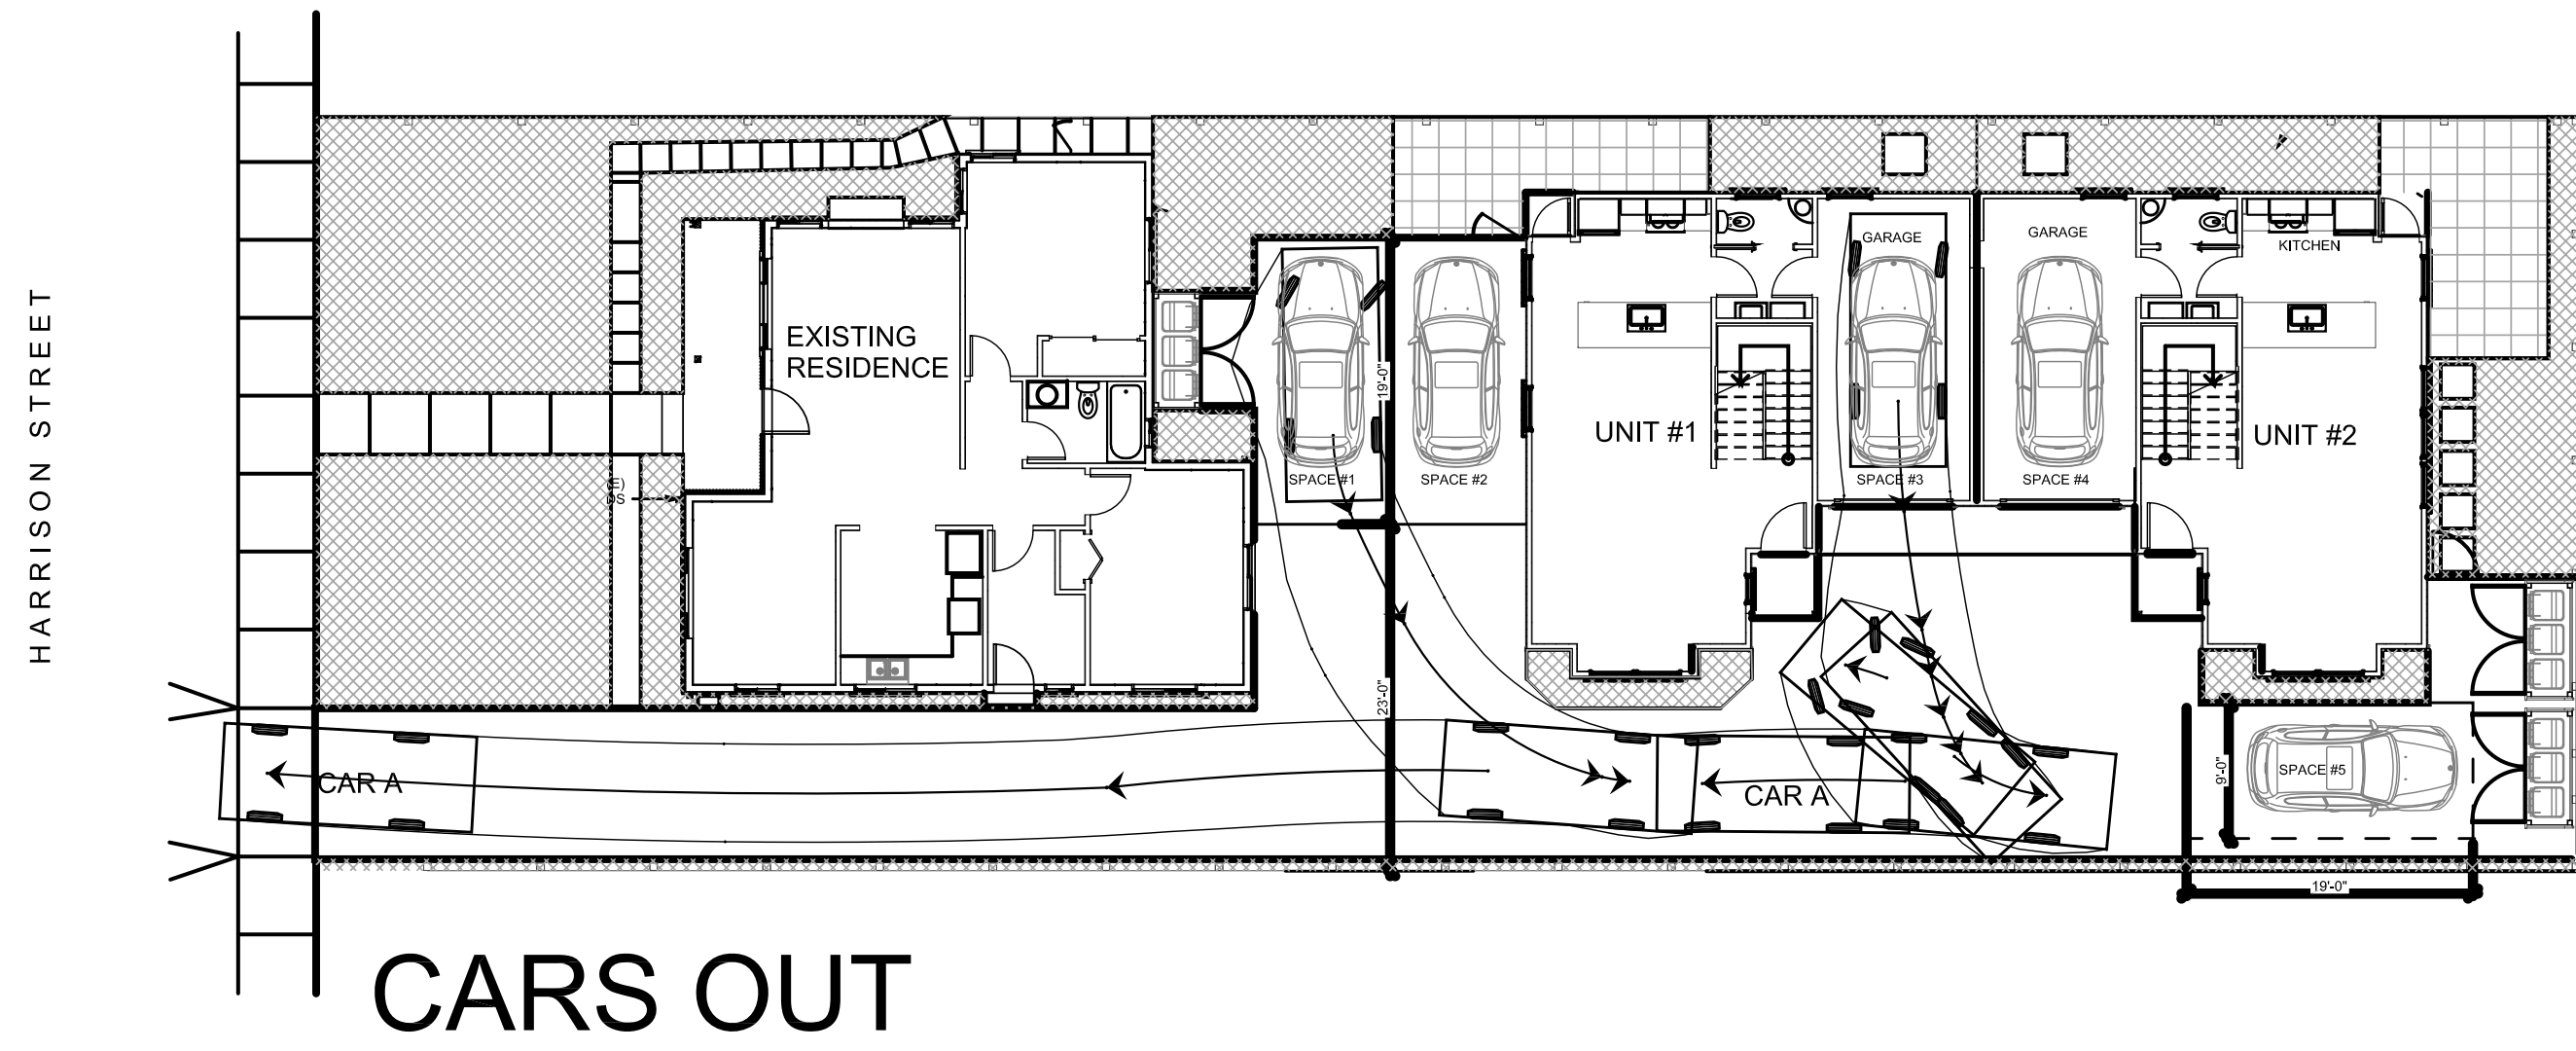 HARRISON STREET
EXISTING
RESIDENCE
(E)
DS
SPACE #1
19'-0"
SPACE #2
UNIT #1
GARAGE
SPACE #3
GARAGE
SPACE #4
KITCHEN
UNIT #2
23'-0"
CAR A
CAR A
9'-0"
SPACE #5
19'-0"
CARS OUT